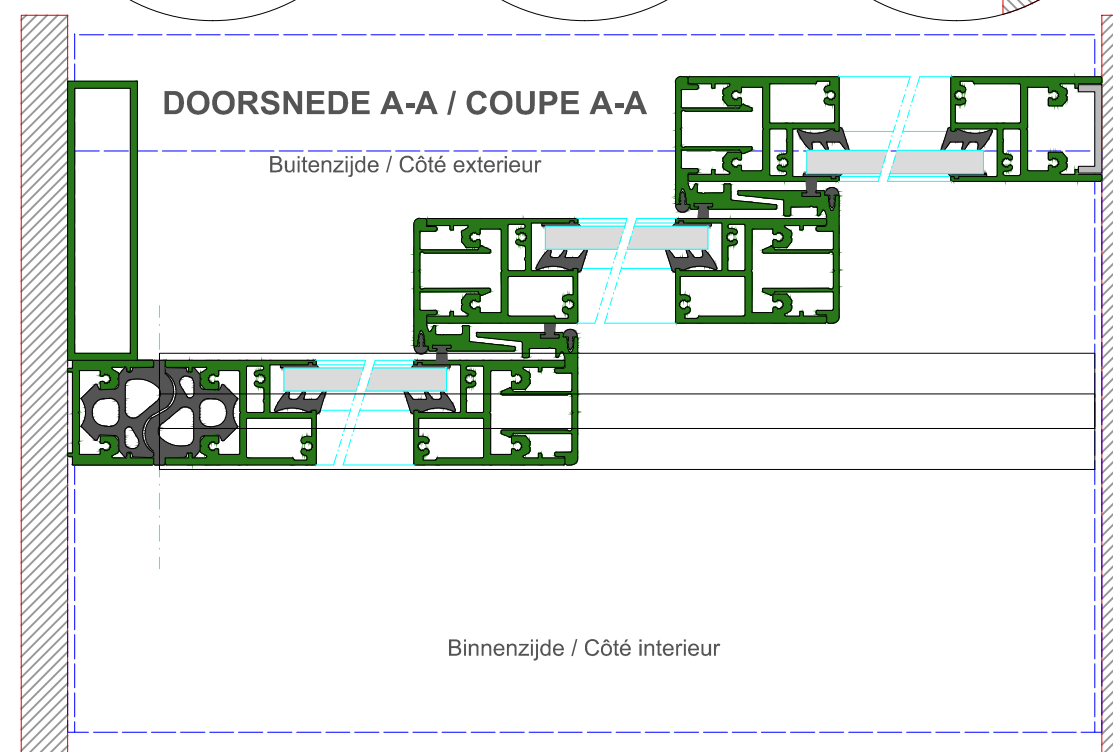 DOORSNEDE A-A / COUPE A-A
Buitenzijde / Côté exterieur
Binnenzijde / Côté interieur